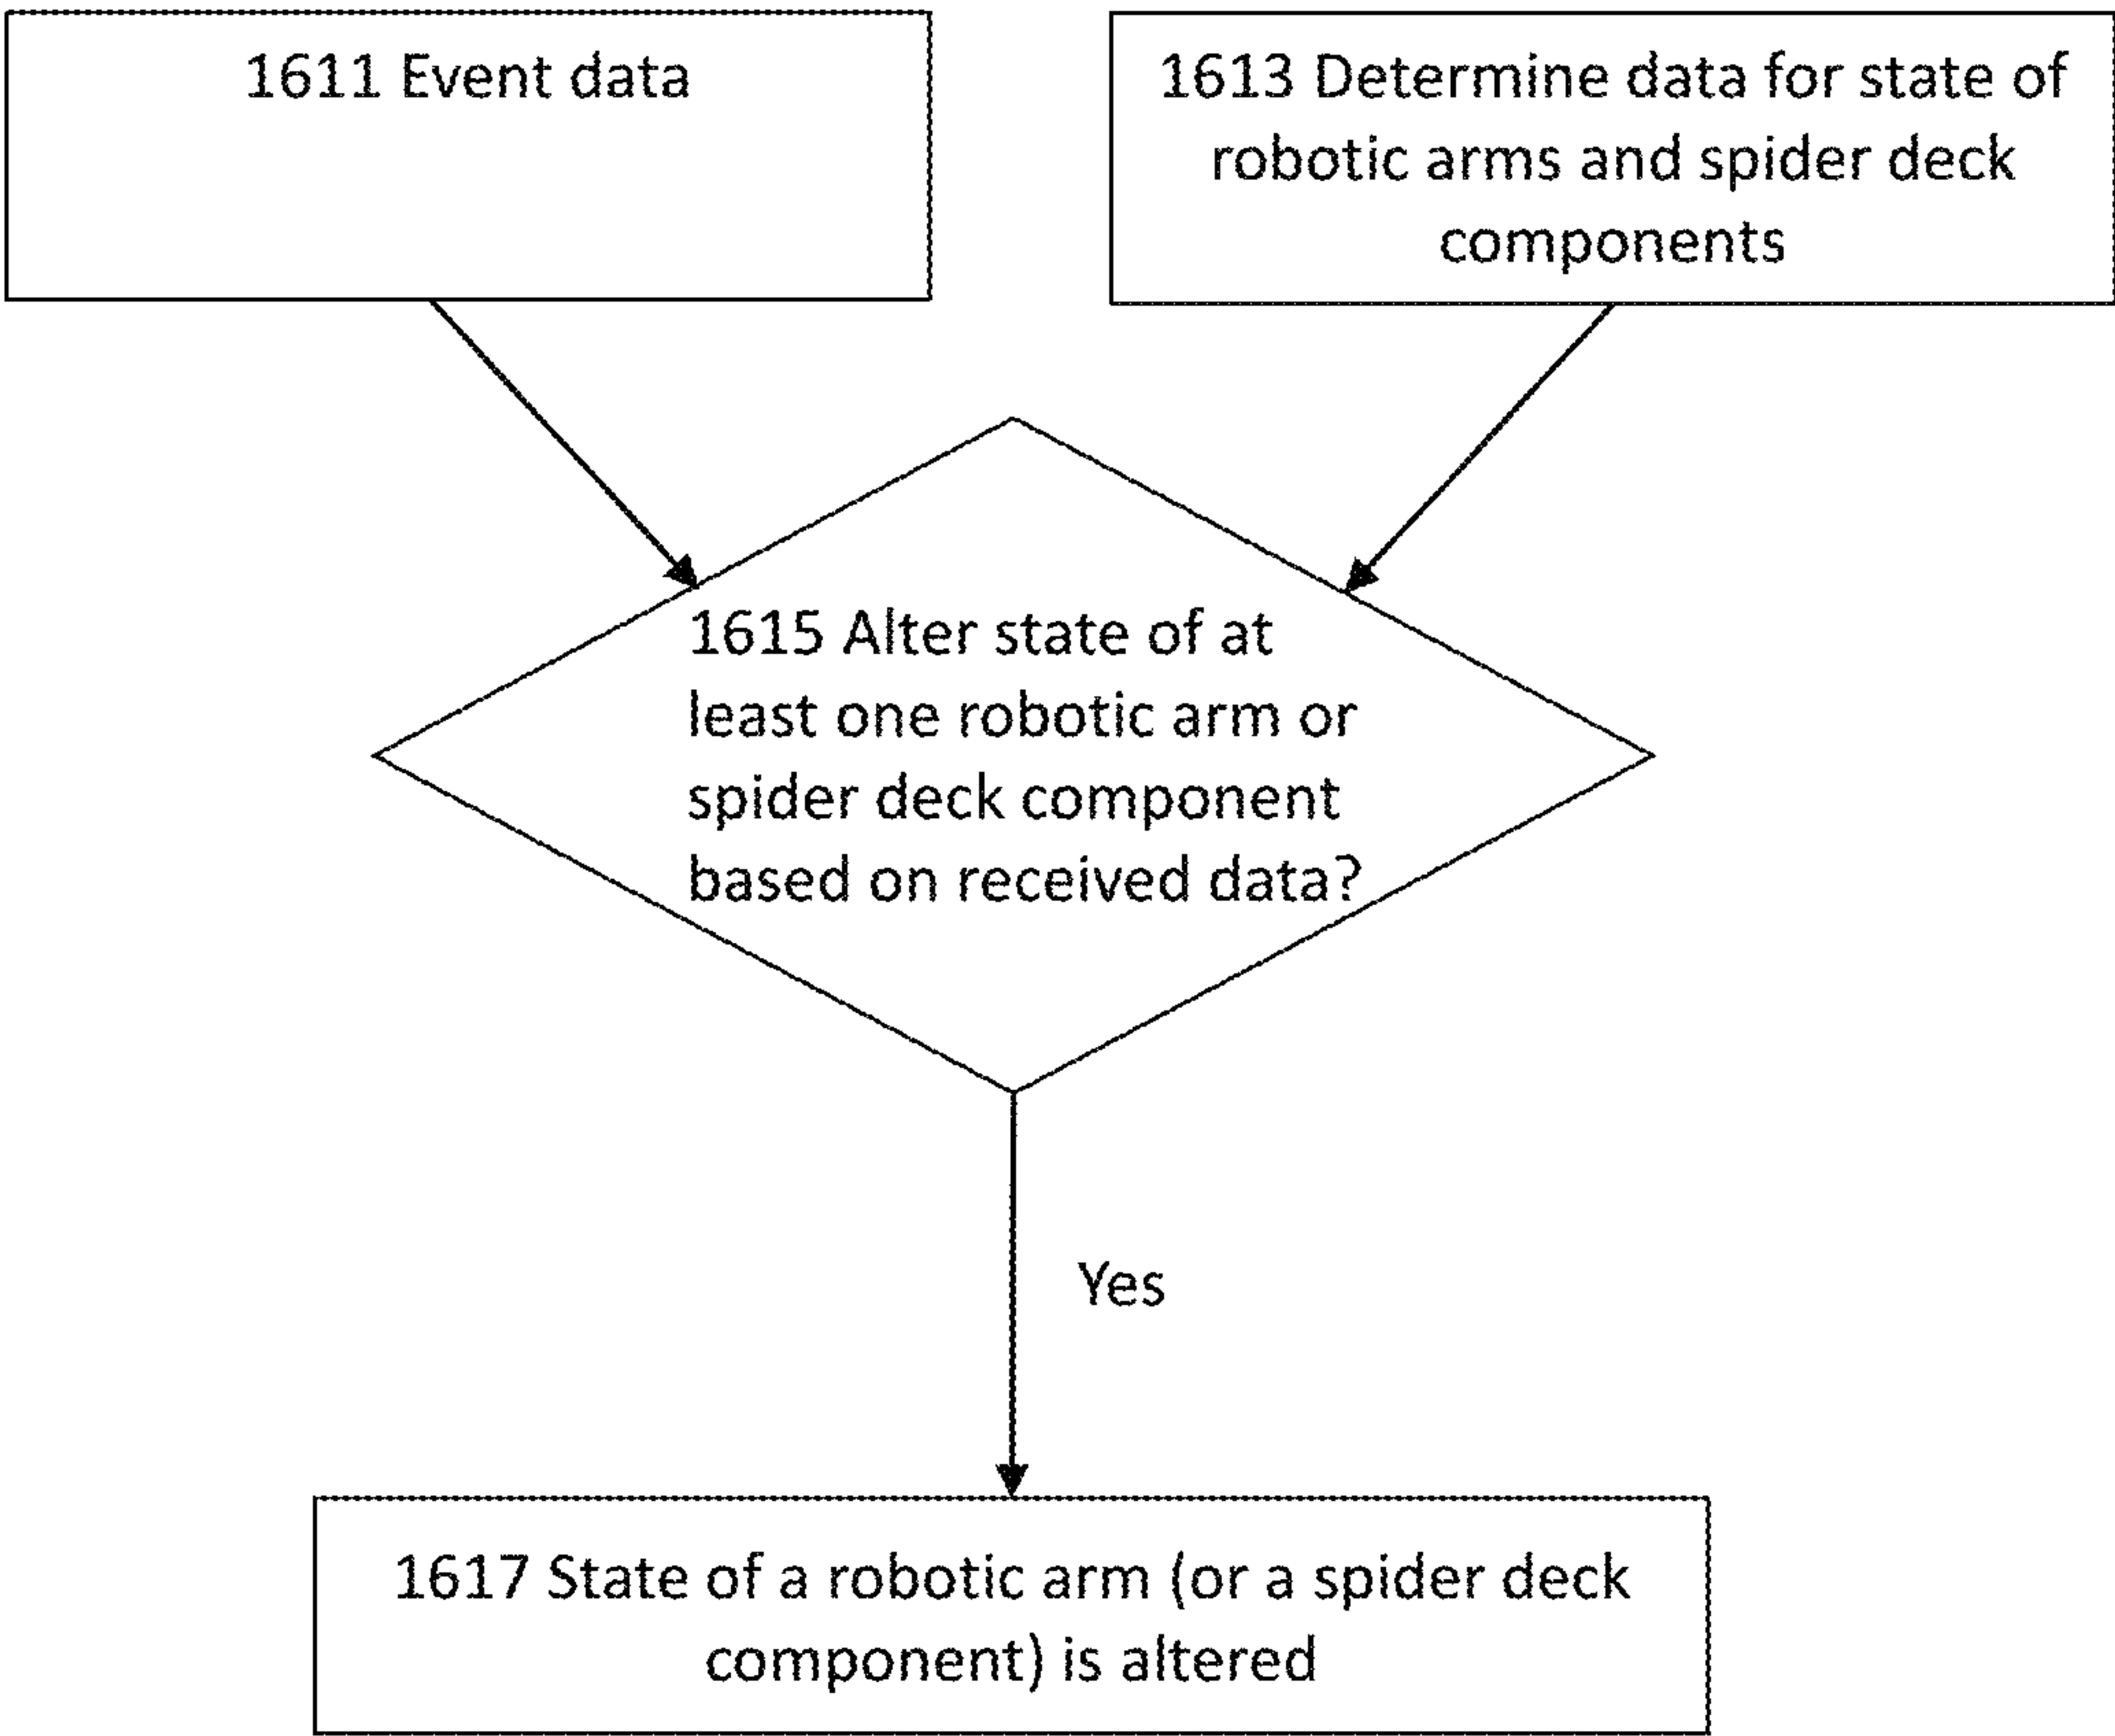 1611 Event data
1613 Determine data for state of
robotic arms and spider deck
components
1615 Alter state of at
least one robotic arm or
spider deck component
based on received data?
Yes
1617 State of a robotic arm (or a spider deck
component) is altered